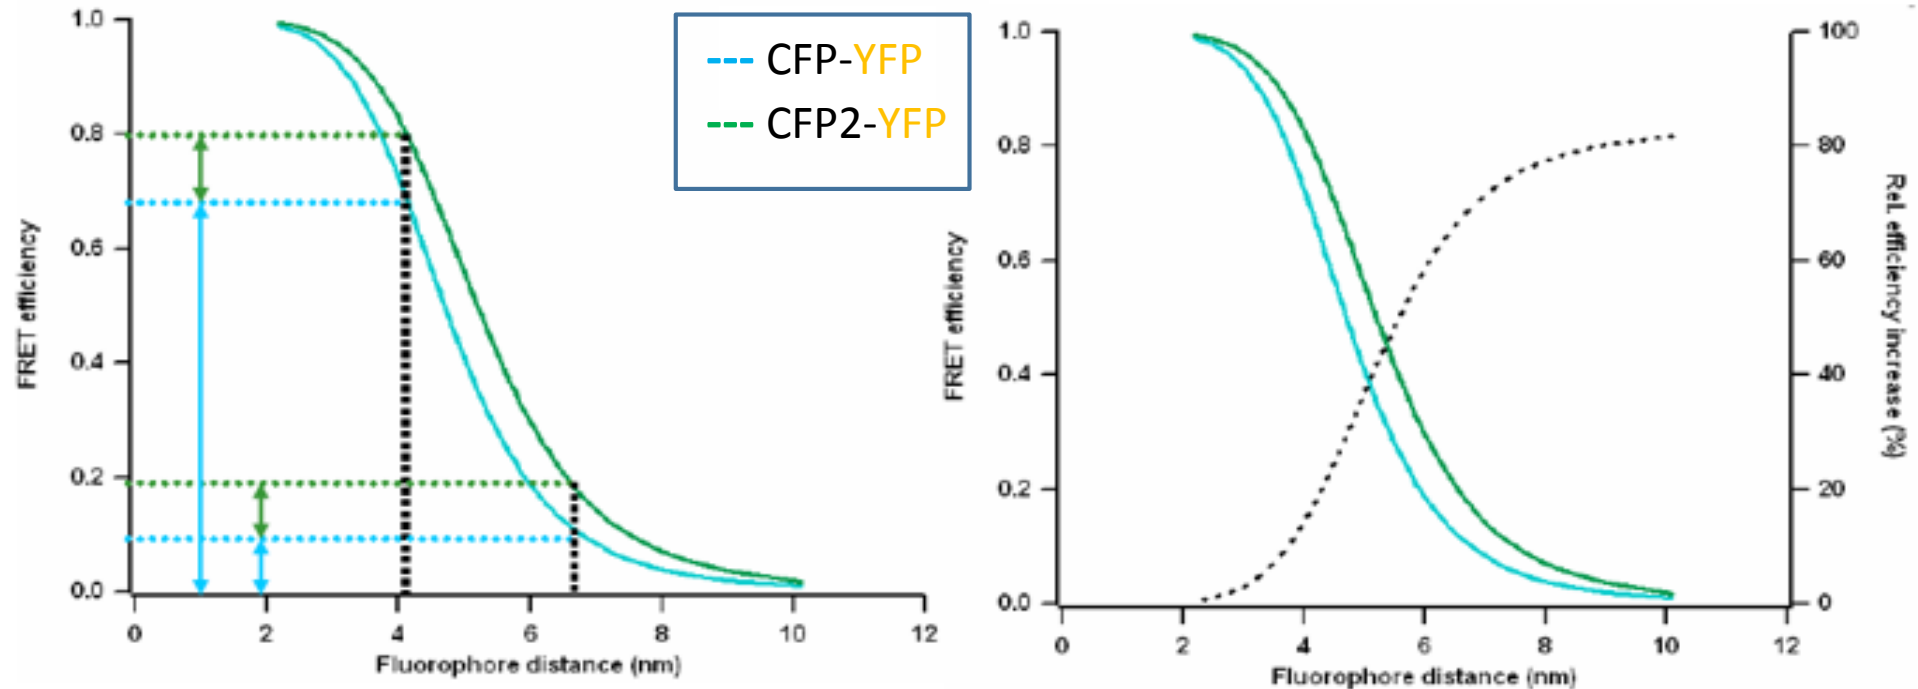 CFP-YFP
CFP2-YFP
FRET efficiency
1.0
0.8
0.6
0.4
0.2
0.0
0 2 4 6 8 10 12
Fluorophore distance (nm)
FRET efficiency
1.0
0.8
0.6
0.4
0.2
0.0
0 2 4 6 8 10 12
Fluorophore distance (nm)
100
80
60
40
20
0
Rel. efficiency increase (%)